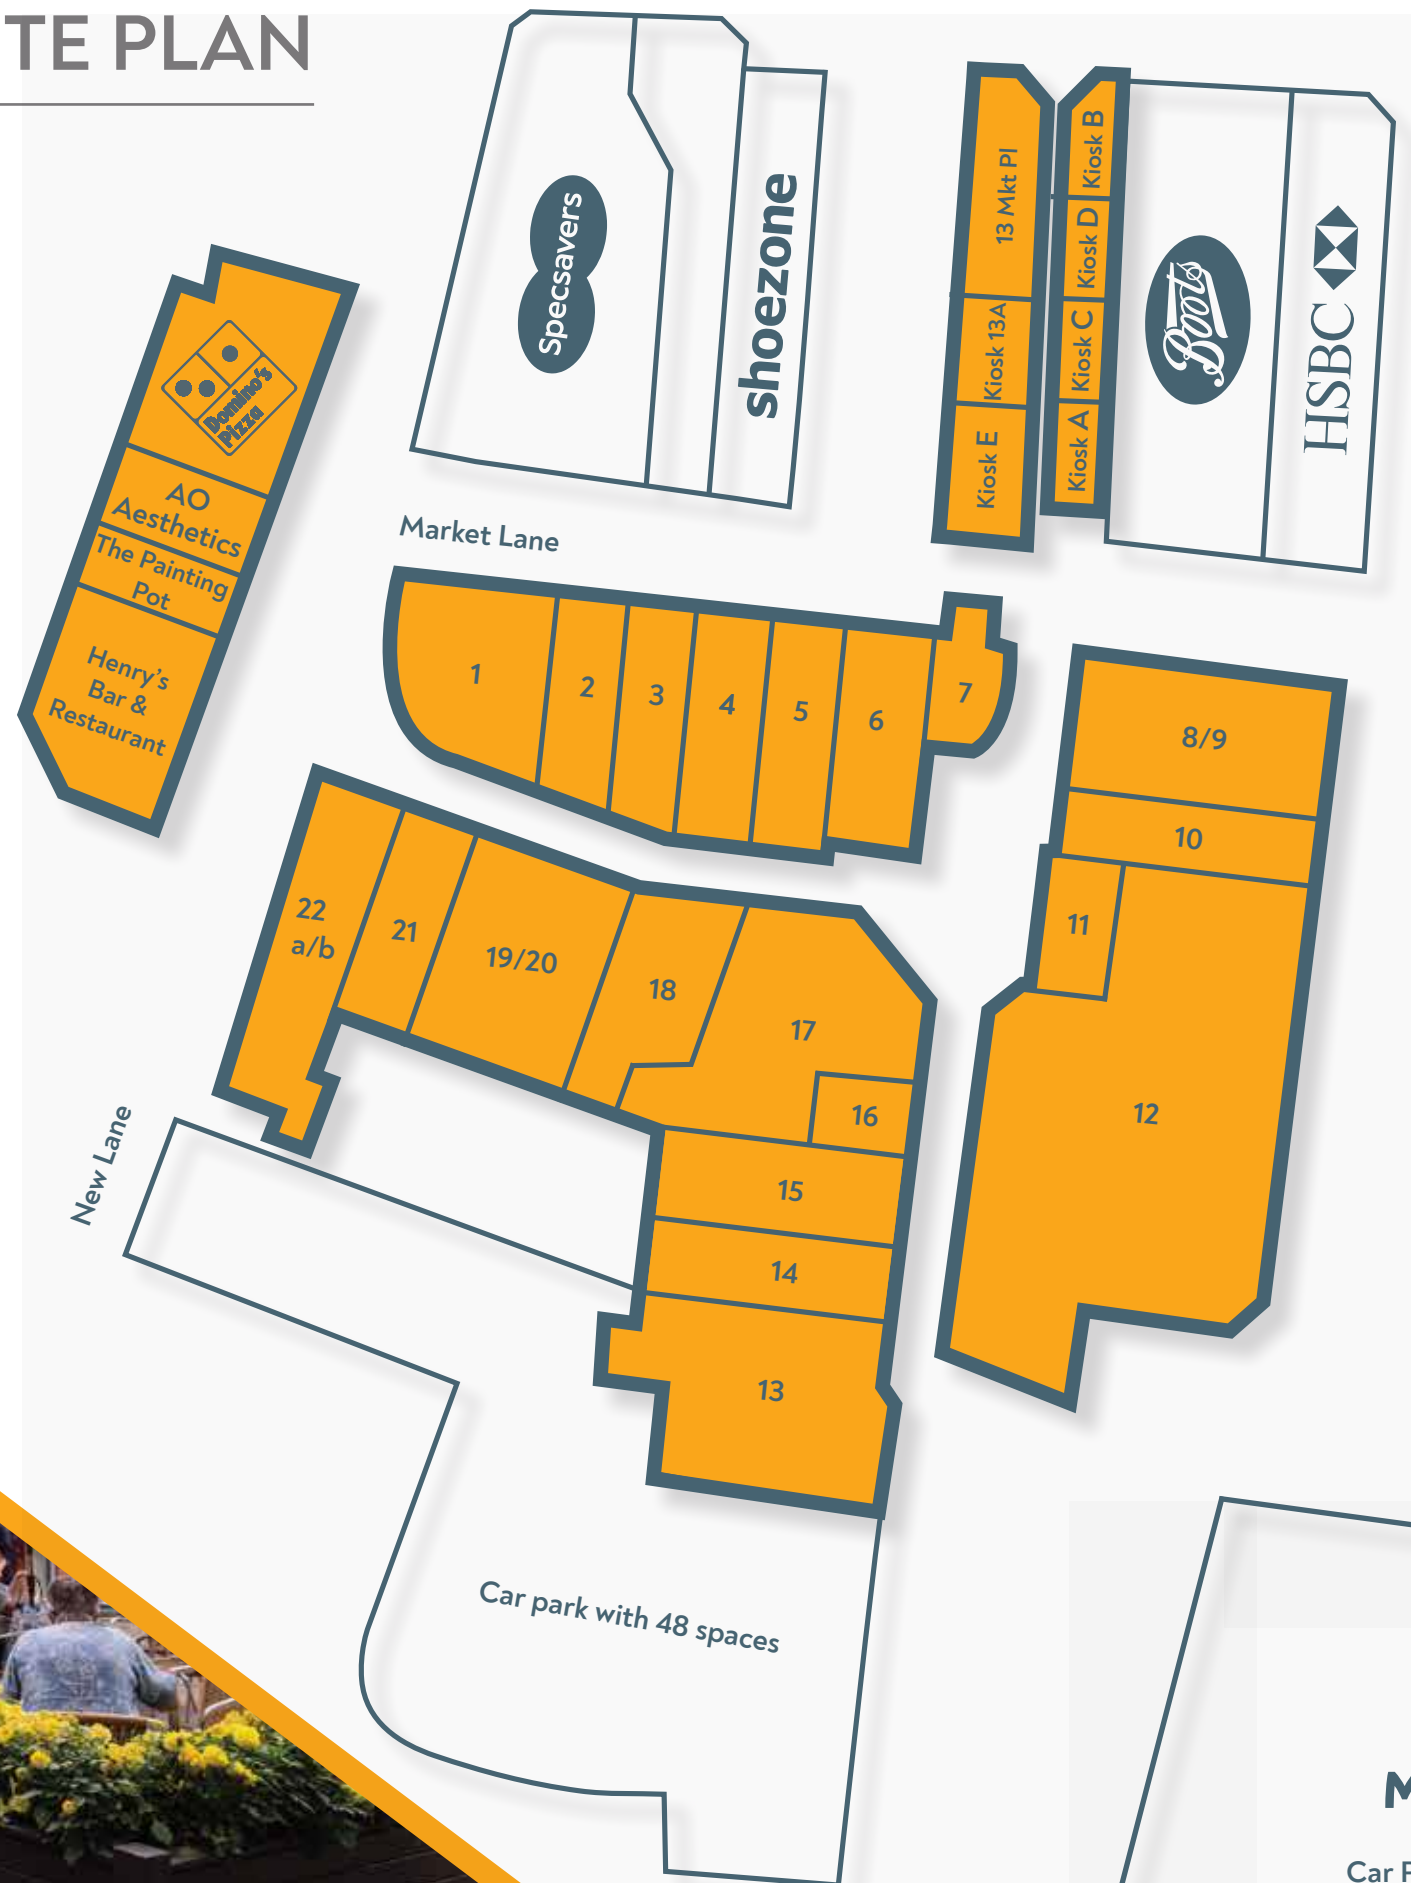 TE PLAN
Specsavers
shoezone
13 Mkt Pl
Kiosk 13A
Kiosk E
Kiosk B
Kiosk D
Kiosk C
Kiosk A
Boots
HSBC
Domino's
Pizza
AO
Aesthetics
The Painting
Pot
Henry's
Bar &
Restaurant
Market Lane
1
2
3
4
5
6
7
8/9
10
11
12
22
a/b
21
19/20
18
17
16
15
14
13
New Lane
Car park with 48 spaces
M
Car P